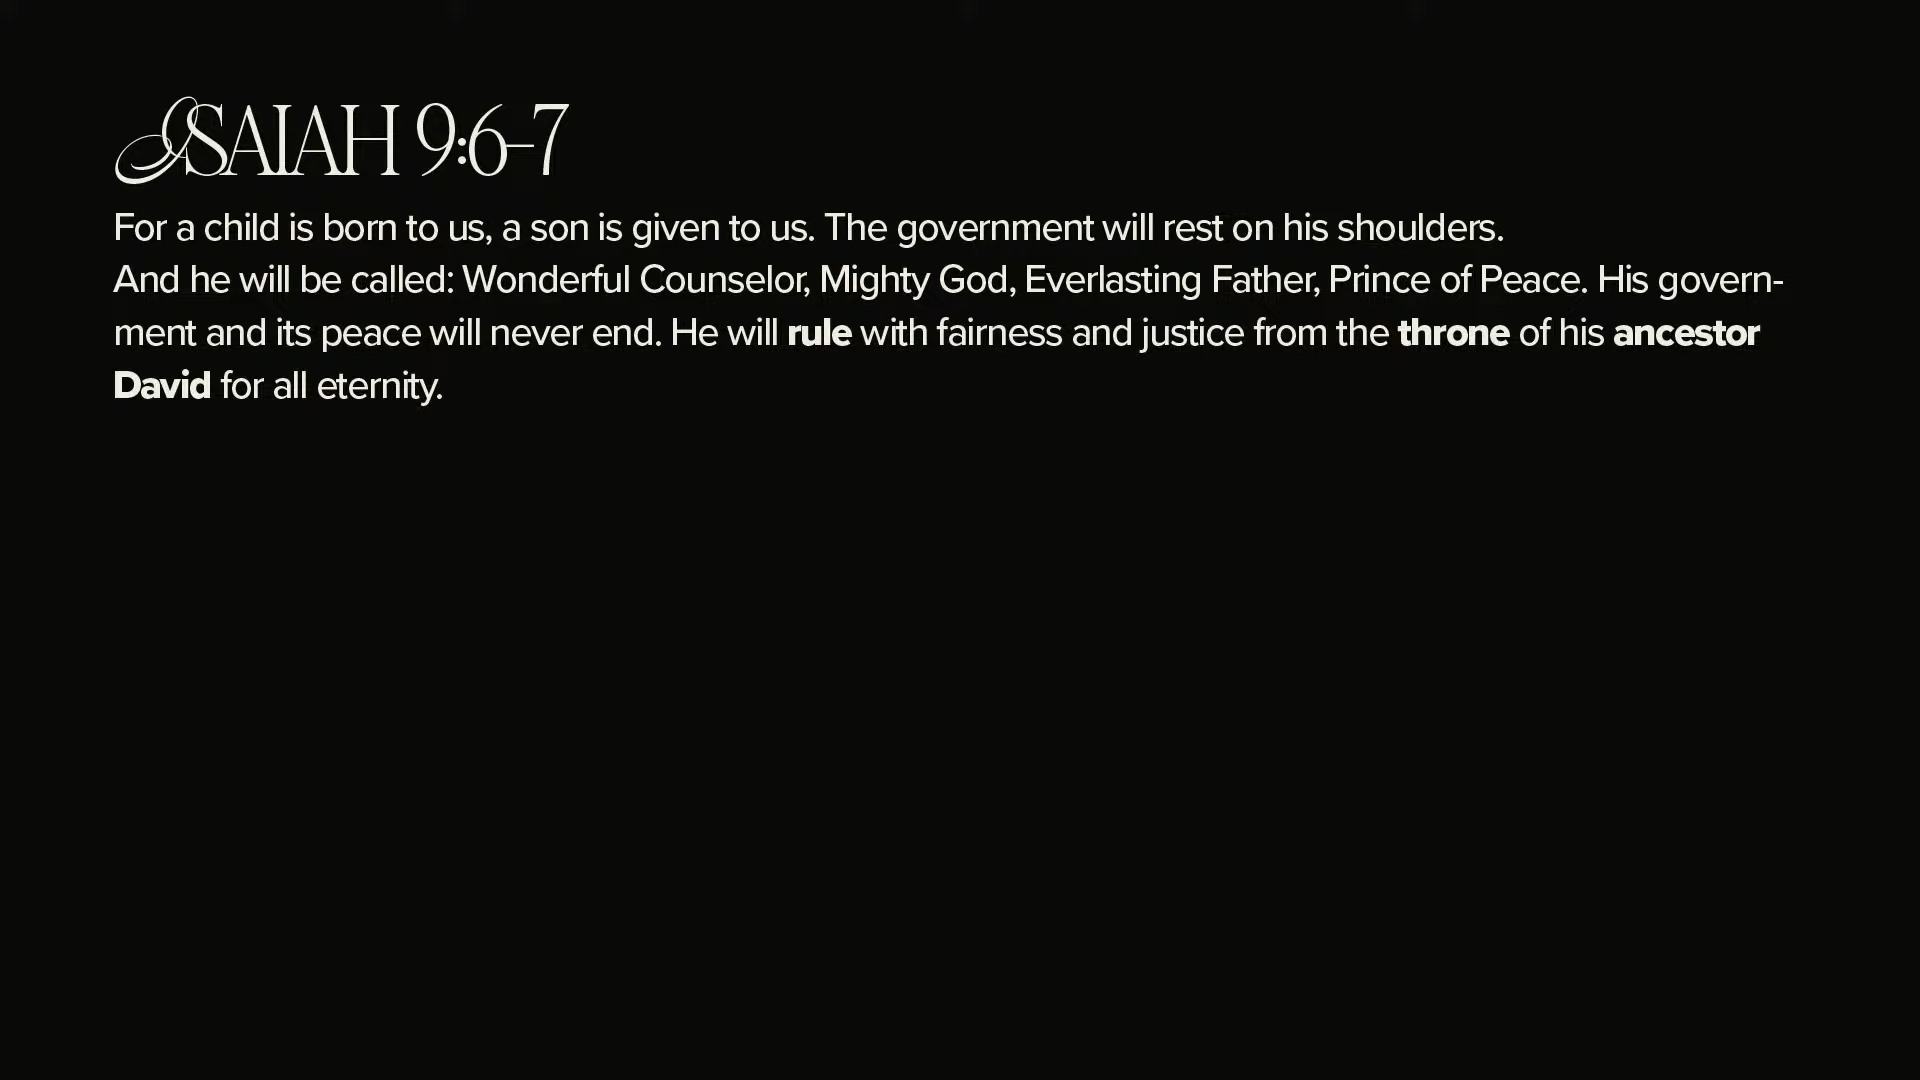 ISAIAH 9:6–7
For a child is born to us, a son is given to us. The government will rest on his shoulders.
And he will be called: Wonderful Counselor, Mighty God, Everlasting Father, Prince of Peace. His govern-
ment and its peace will never end. He will rule with fairness and justice from the throne of his ancestor
David for all eternity.